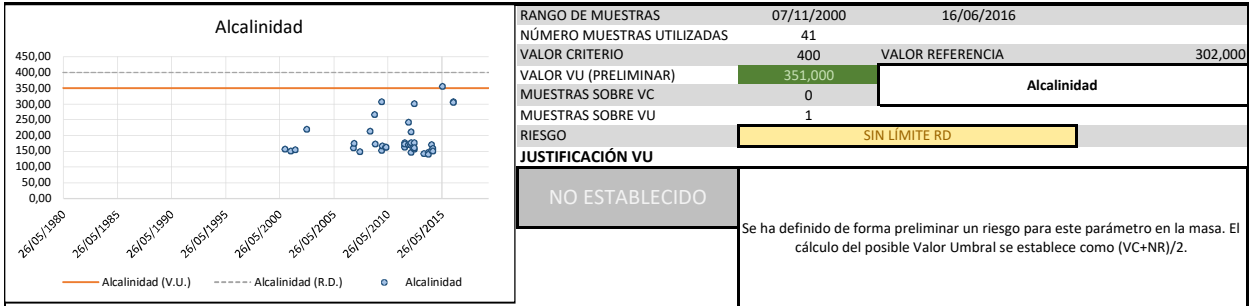 Alcalinidad
450,00
400,00
350,00
300,00
250,00
200,00
150,00
100,00
50,00
0,00
26/05/1980
26/05/1985
26/05/1990
26/05/1995
26/05/2000
26/05/2005
26/05/2010
26/05/2015
Alcalinidad (V.U.) Alcalinidad (R.D.) Alcalinidad
RANGO DE MUESTRAS 07/11/2000 16/06/2016
NÚMERO MUESTRAS UTILIZADAS 41
VALOR CRITERIO 400 VALOR REFERENCIA 302,000
VALOR VU (PRELIMINAR) 351,000
Alcalinidad
MUESTRAS SOBRE VC 0
MUESTRAS SOBRE VU 1
RIESGO SIN LÍMITE RD
JUSTIFICACIÓN VU
NO ESTABLECIDO
Se ha definido de forma preliminar un riesgo para este parámetro en la masa. El
cálculo del posible Valor Umbral se establece como (VC+NR)/2.